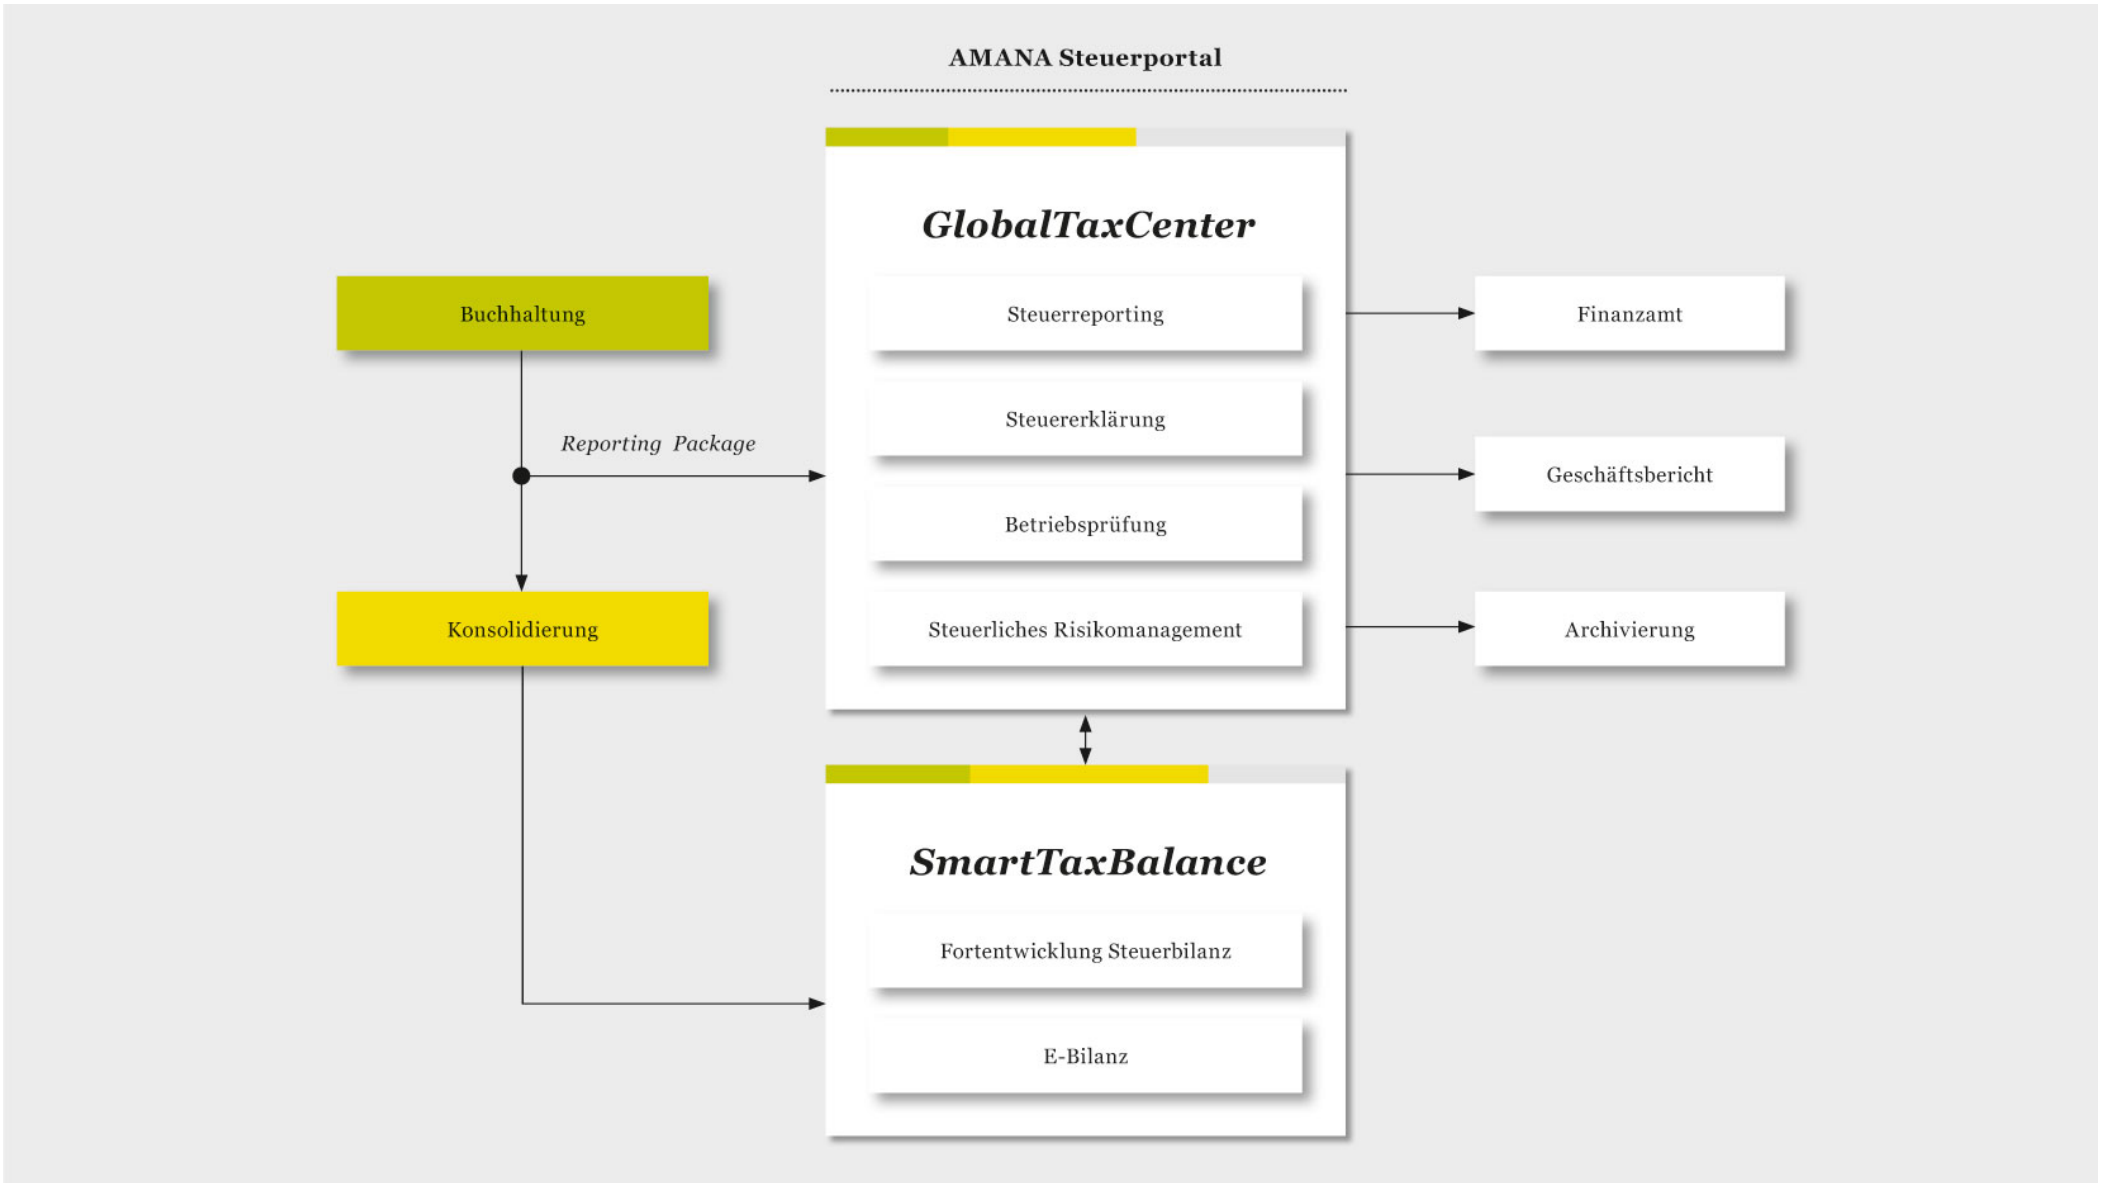 AMANA Steuerportal
GlobalTaxCenter
Buchhaltung
Steuerreporting
Finanzamt
Steuererklärung
Reporting Package
Geschäftsbericht
Betriebsprüfung
Konsolidierung
Steuerliches Risikomanagement
Archivierung
SmartTaxBalance
Fortentwicklung Steuerbilanz
E-Bilanz